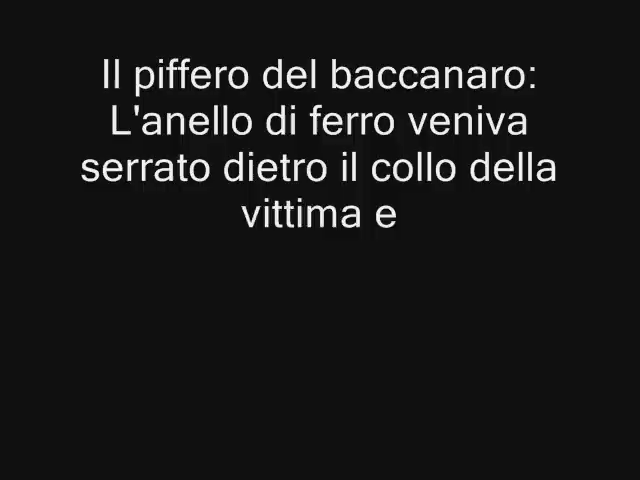 Il piffero del baccanaro:
L'anello di ferro veniva
serrato dietro il collo della
vittima e